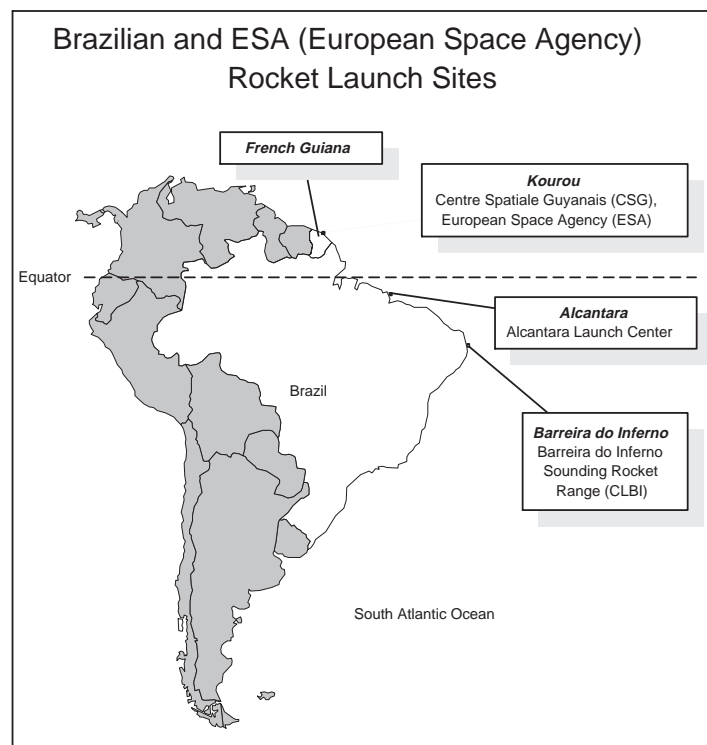 Brazilian and ESA (European Space Agency)
Rocket Launch Sites
French Guiana
Kourou
Centre Spatiale Guyanais (CSG),
European Space Agency (ESA)
Equator
Alcantara
Alcantara Launch Center
Brazil
Barreira do Inferno
Barreira do Inferno
Sounding Rocket
Range (CLBI)
South Atlantic Ocean